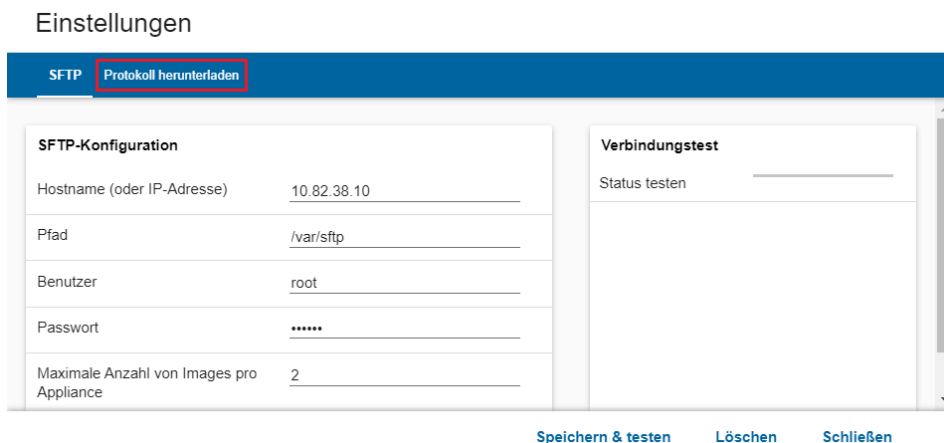 Einstellungen
SFTP Protokoll herunterladen
SFTP-Konfiguration
Hostname (oder IP-Adresse) 10.82.38.10
Pfad /var/sftp
Benutzer root
Passwort ••••••
Maximale Anzahl von Images pro
Appliance
2
Verbindungstest
Status testen
Speichern & testen Löschen Schließen